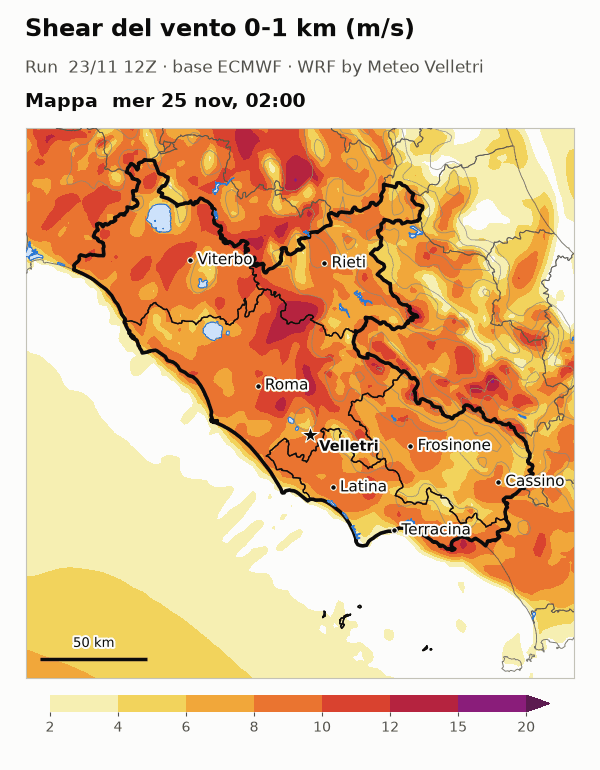 Shear del vento 0-1 km (m/s)
Run  23/11 12Z · base ECMWF · WRF by Meteo Velletri
Mappa  mer 25 nov, 02:00
Viterbo
Rieti
Roma
Velletri
Frosinone
Cassino
Latina
Terracina
50 km
2 4 6 8 10 12 15 20